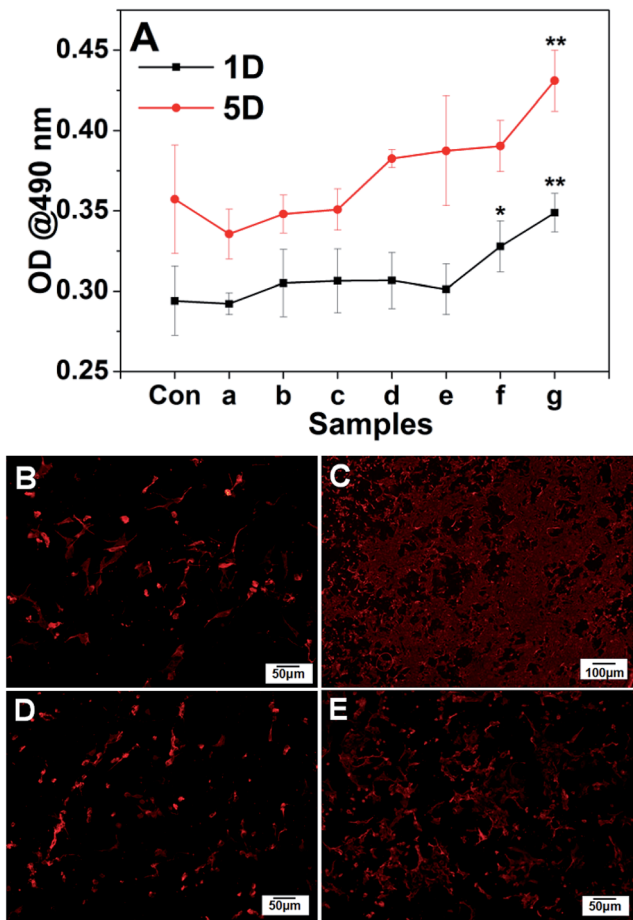 A
1D
5D
**
*
**
OD @490 nm
0.45
0.40
0.35
0.30
0.25
Con a b c d e f g
Samples
B
50μm
C
100μm
D
50μm
E
50μm